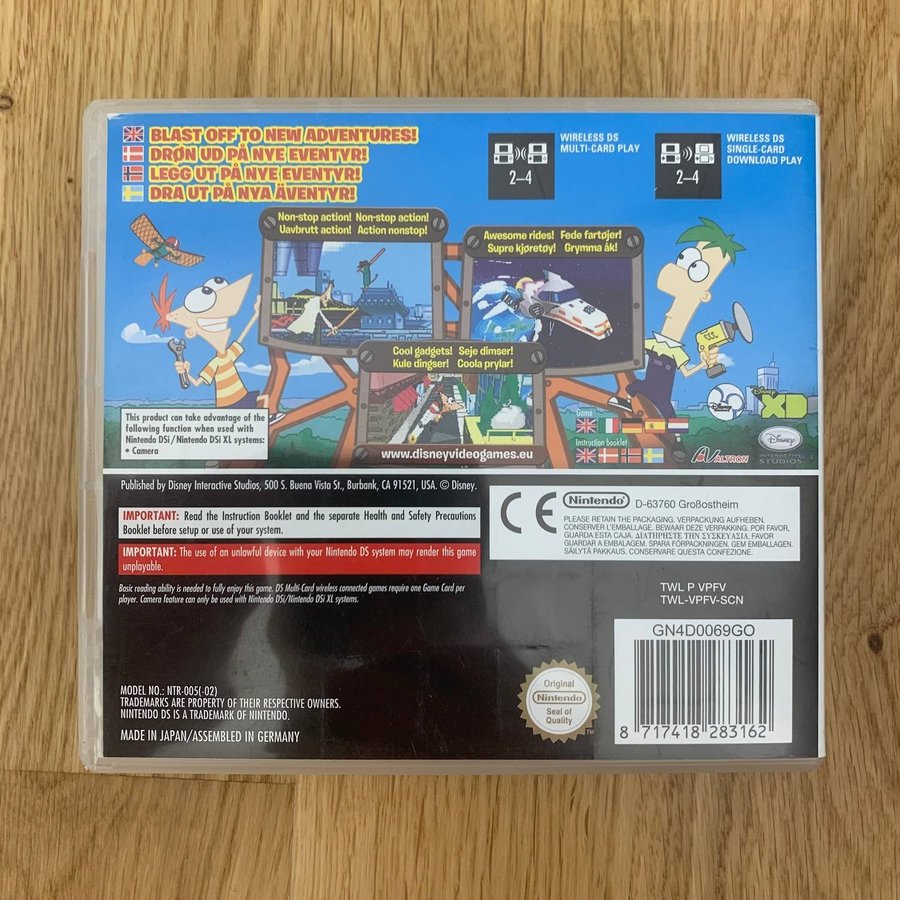 BLAST OFF TO NEW ADVENTURES!
DRØN UD PÅ NYE EVENTYR!
LEGG UT PÅ NYE EVENTYR!
DRA UT PÅ NYA ÄVENTYR!
2–4
WIRELESS DS
MULTI-CARD PLAY
2–4
WIRELESS DS
SINGLE-CARD
DOWNLOAD PLAY
Non-stop action! Non-stop action!
Uavbrutt action! Action nonstop!
Awesome rides! Fede fartøjer!
Supre kjøretøy! Grymma åk!
Cool gadgets! Seje dimser!
Kule dingser! Coola prylar!
This product can take advantage of the
following function when used with
Nintendo DSi/Nintendo DSi XL systems:
• Camera
www.disneyvideogames.eu
Game
Instruction booklet
Disney
Disney XD
ALTRON
Disney
INTERACTIVE
STUDIOS
Published by Disney Interactive Studios, 500 S. Buena Vista St., Burbank, CA 91521, USA. © Disney.
IMPORTANT: Read the Instruction Booklet and the separate Health and Safety Precautions
Booklet before setup or use of your system.
IMPORTANT: The use of an unlawful device with your Nintendo DS system may render this game
unplayable.
Basic reading ability is needed to fully enjoy this game. DS Multi-Card wireless connected games require one Game Card per
player. Camera feature can only be used with Nintendo DSi/Nintendo DSi XL systems.
CE
Nintendo D-63760 Großostheim
PLEASE RETAIN THE PACKAGING. VERPACKUNG AUFHEBEN.
CONSERVER L'EMBALLAGE. BEWAAR DEZE VERPAKKING. POR FAVOR,
GUARDA ESTA CAJA. ΔΙΑΤΗΡΗΣΤΕ ΤΗΝ ΣΥΣΚΕΥΑΣΙΑ. FAVOR
GUARDAR A EMBALAGEM. SPARA FÖRPACKNINGEN. GEM EMBALLAGEN.
SÄILYTÄ PAKKAUS. CONSERVARE QUESTA CONFEZIONE.
TWL P VPFV
TWL-VPFV-SCN
GN4D0069GO
8 717418 283162
Original
Nintendo
Seal of
Quality
TM
MODEL NO.: NTR-005(-02)
TRADEMARKS ARE PROPERTY OF THEIR RESPECTIVE OWNERS.
NINTENDO DS IS A TRADEMARK OF NINTENDO.
MADE IN JAPAN/ASSEMBLED IN GERMANY